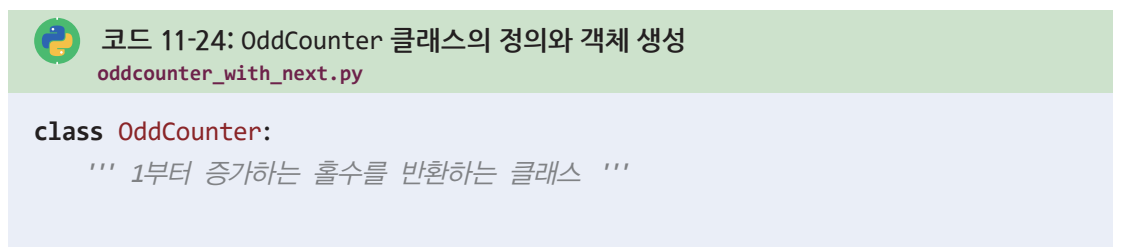 코드 11-24: OddCounter 클래스의 정의와 객체 생성
oddcounter_with_next.py
class OddCounter:
    ''' 1부터 증가하는 홀수를 반환하는 클래스 '''